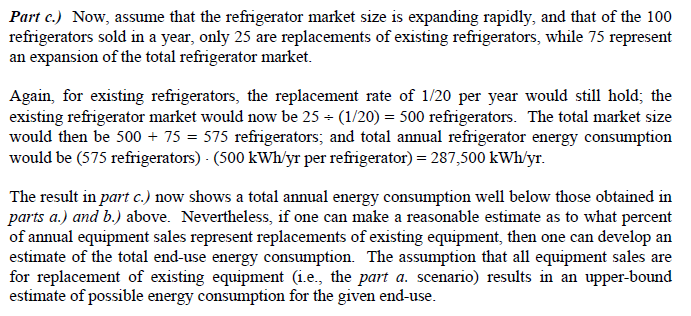 Part c.) Now, assume that the refrigerator market size is expanding rapidly, and that of the 100
refrigerators sold in a year, only 25 are replacements of existing refrigerators, while 75 represent
an expansion of the total refrigerator market.
Again, for existing refrigerators, the replacement rate of 1/20 per year would still hold; the
existing refrigerator market would now be 25 ÷ (1/20) = 500 refrigerators. The total market size
would then be 500 + 75 = 575 refrigerators; and total annual refrigerator energy consumption
would be (575 refrigerators) · (500 kWh/yr per refrigerator) = 287,500 kWh/yr.
The result in part c.) now shows a total annual energy consumption well below those obtained in
parts a.) and b.) above. Nevertheless, if one can make a reasonable estimate as to what percent
of annual equipment sales represent replacements of existing equipment, then one can develop an
estimate of the total end-use energy consumption. The assumption that all equipment sales are
for replacement of existing equipment (i.e., the part a. scenario) results in an upper-bound
estimate of possible energy consumption for the given end-use.